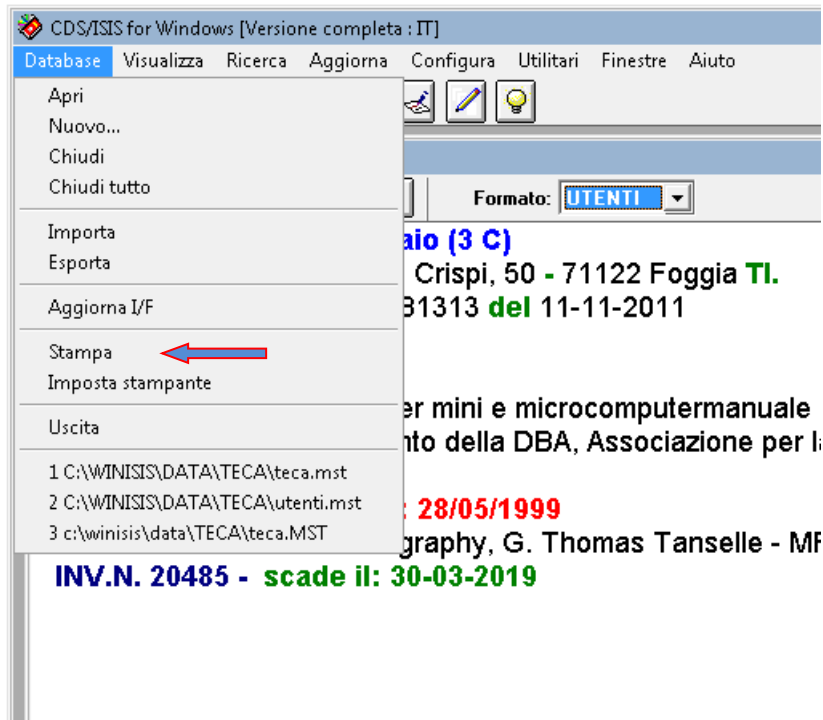 CDS/ISIS for Windows [Versione completa : IT]
Database Visualizza Ricerca Aggiorna Configura Utilitari Finestre Aiuto
Apri
Nuovo...
Chiudi
Chiudi tutto
Importa
Esporta
Aggiorna I/F
Stampa
Imposta stampante
Uscita
1 C:\WINISIS\DATA\TECA\teca.mst
2 C:\WINISIS\DATA\TECA\utenti.mst
3 c:\winisis\data\TECA\teca.MST
Formato: UTENTI
aio (3 C)
Crispi, 50 - 71122 Foggia Tl.
31313 del 11-11-2011
er mini e microcomputermanuale
nto della DBA, Associazione per la
: 28/05/1999
graphy, G. Thomas Tanselle - MF
INV.N. 20485 - scade il: 30-03-2019